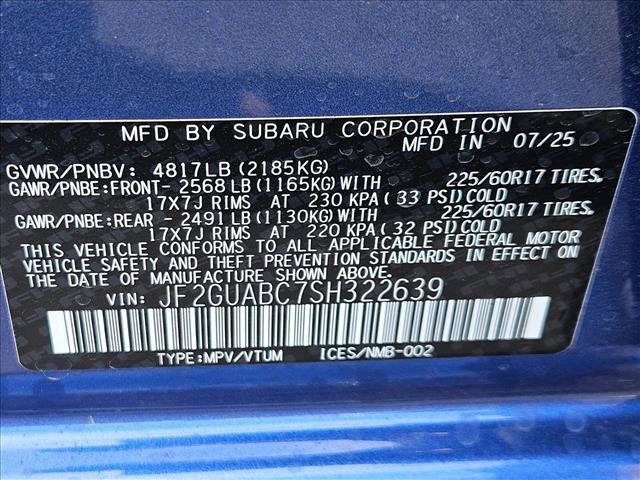 MFD BY SUBARU CORPORATION
MFD IN 07/25
GVWR/PNBV: 4817LB (2185KG)
GAWR/PNBE:FRONT- 2568 LB (1165KG) WITH 225/60R17 TIRES.
17X7J RIMS AT 230 KPA (33 PSI) COLD
GAWR/PNBE:REAR - 2491 LB (1130KG) WITH 225/60R17 TIRES.
17X7J RIMS AT 220 KPA (32 PSI) COLD
THIS VEHICLE CONFORMS TO ALL APPLICABLE FEDERAL MOTOR
VEHICLE SAFETY AND THEFT PREVENTION STANDARDS IN EFFECT ON
THE DATE OF MANUFACTURE SHOWN ABOVE.
VIN: JF2GUABC7SH322639
TYPE:MPV/VTUM ICES/NMB-002